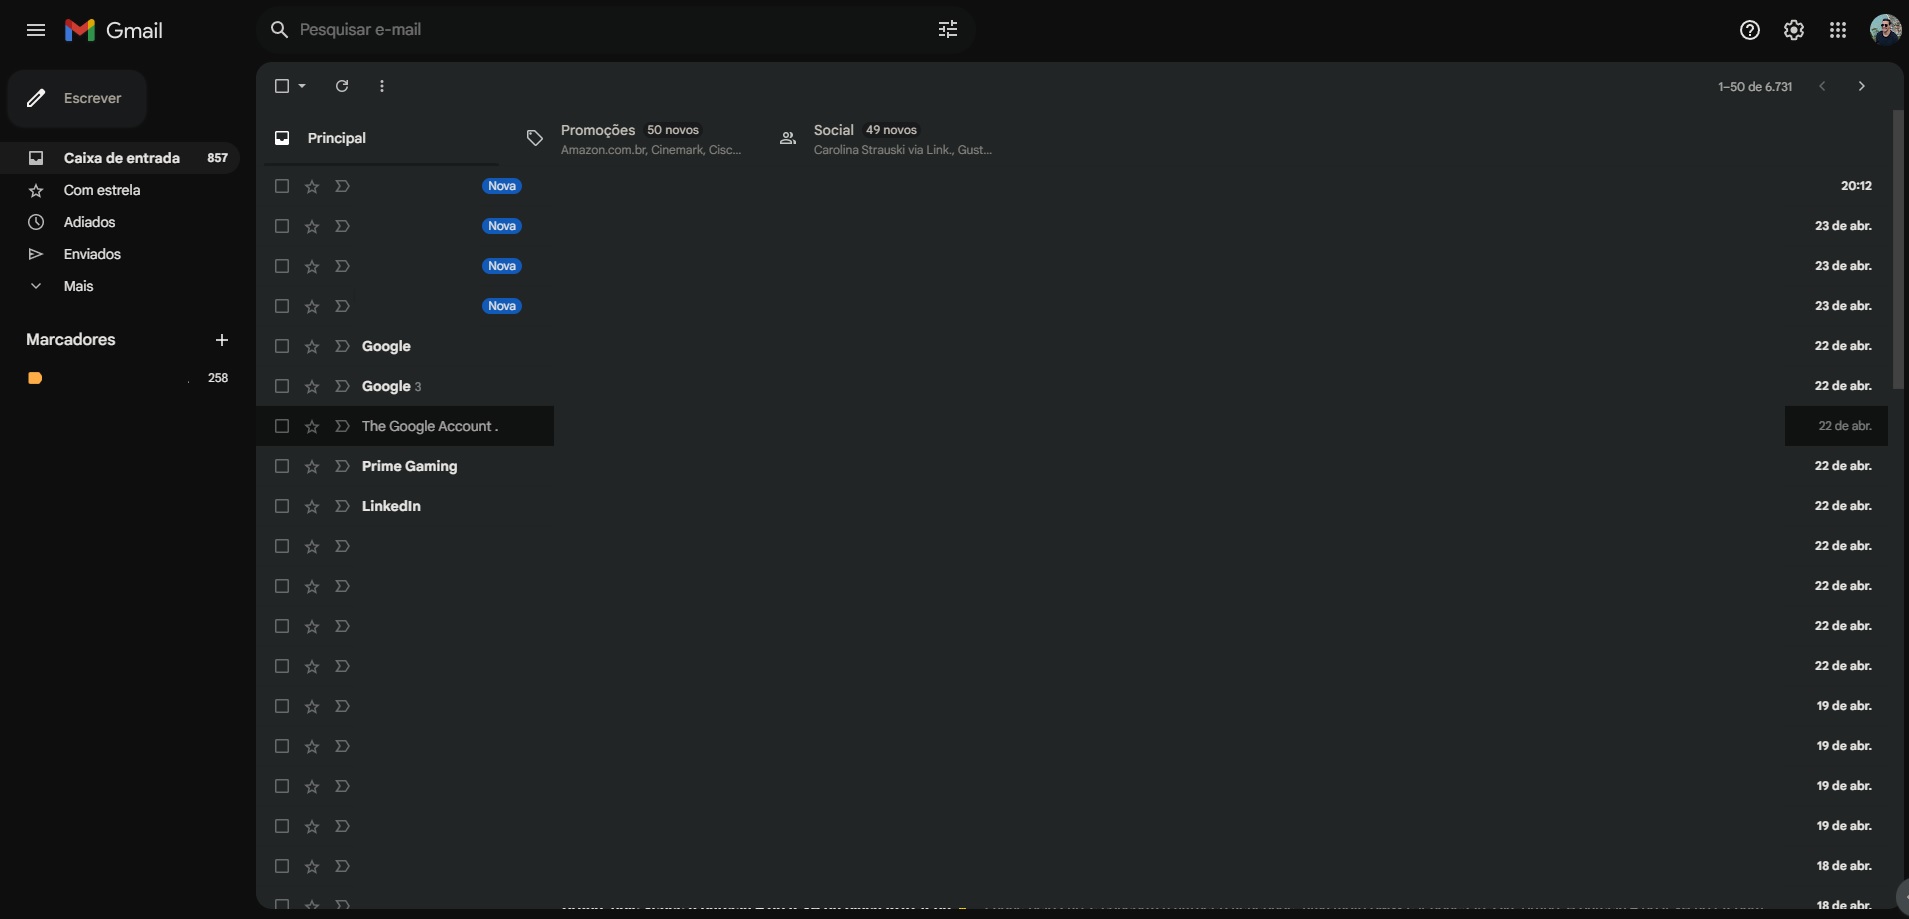 Gmail
Pesquisar e-mail
Escrever
1–50 de 6.731
Principal
Promoções 50 novos
Amazon.com.br, Cinemark, Cisc...
Social 49 novos
Carolina Strauski via Link., Gust...
Caixa de entrada 857
Com estrela
Adiados
Enviados
Mais
Marcadores
258
Nova 20:12
Nova 23 de abr.
Nova 23 de abr.
Nova 23 de abr.
Google 22 de abr.
Google 3 22 de abr.
The Google Account . 22 de abr.
Prime Gaming 22 de abr.
LinkedIn 22 de abr.
22 de abr.
22 de abr.
22 de abr.
22 de abr.
19 de abr.
19 de abr.
19 de abr.
19 de abr.
18 de abr.
18 de abr.